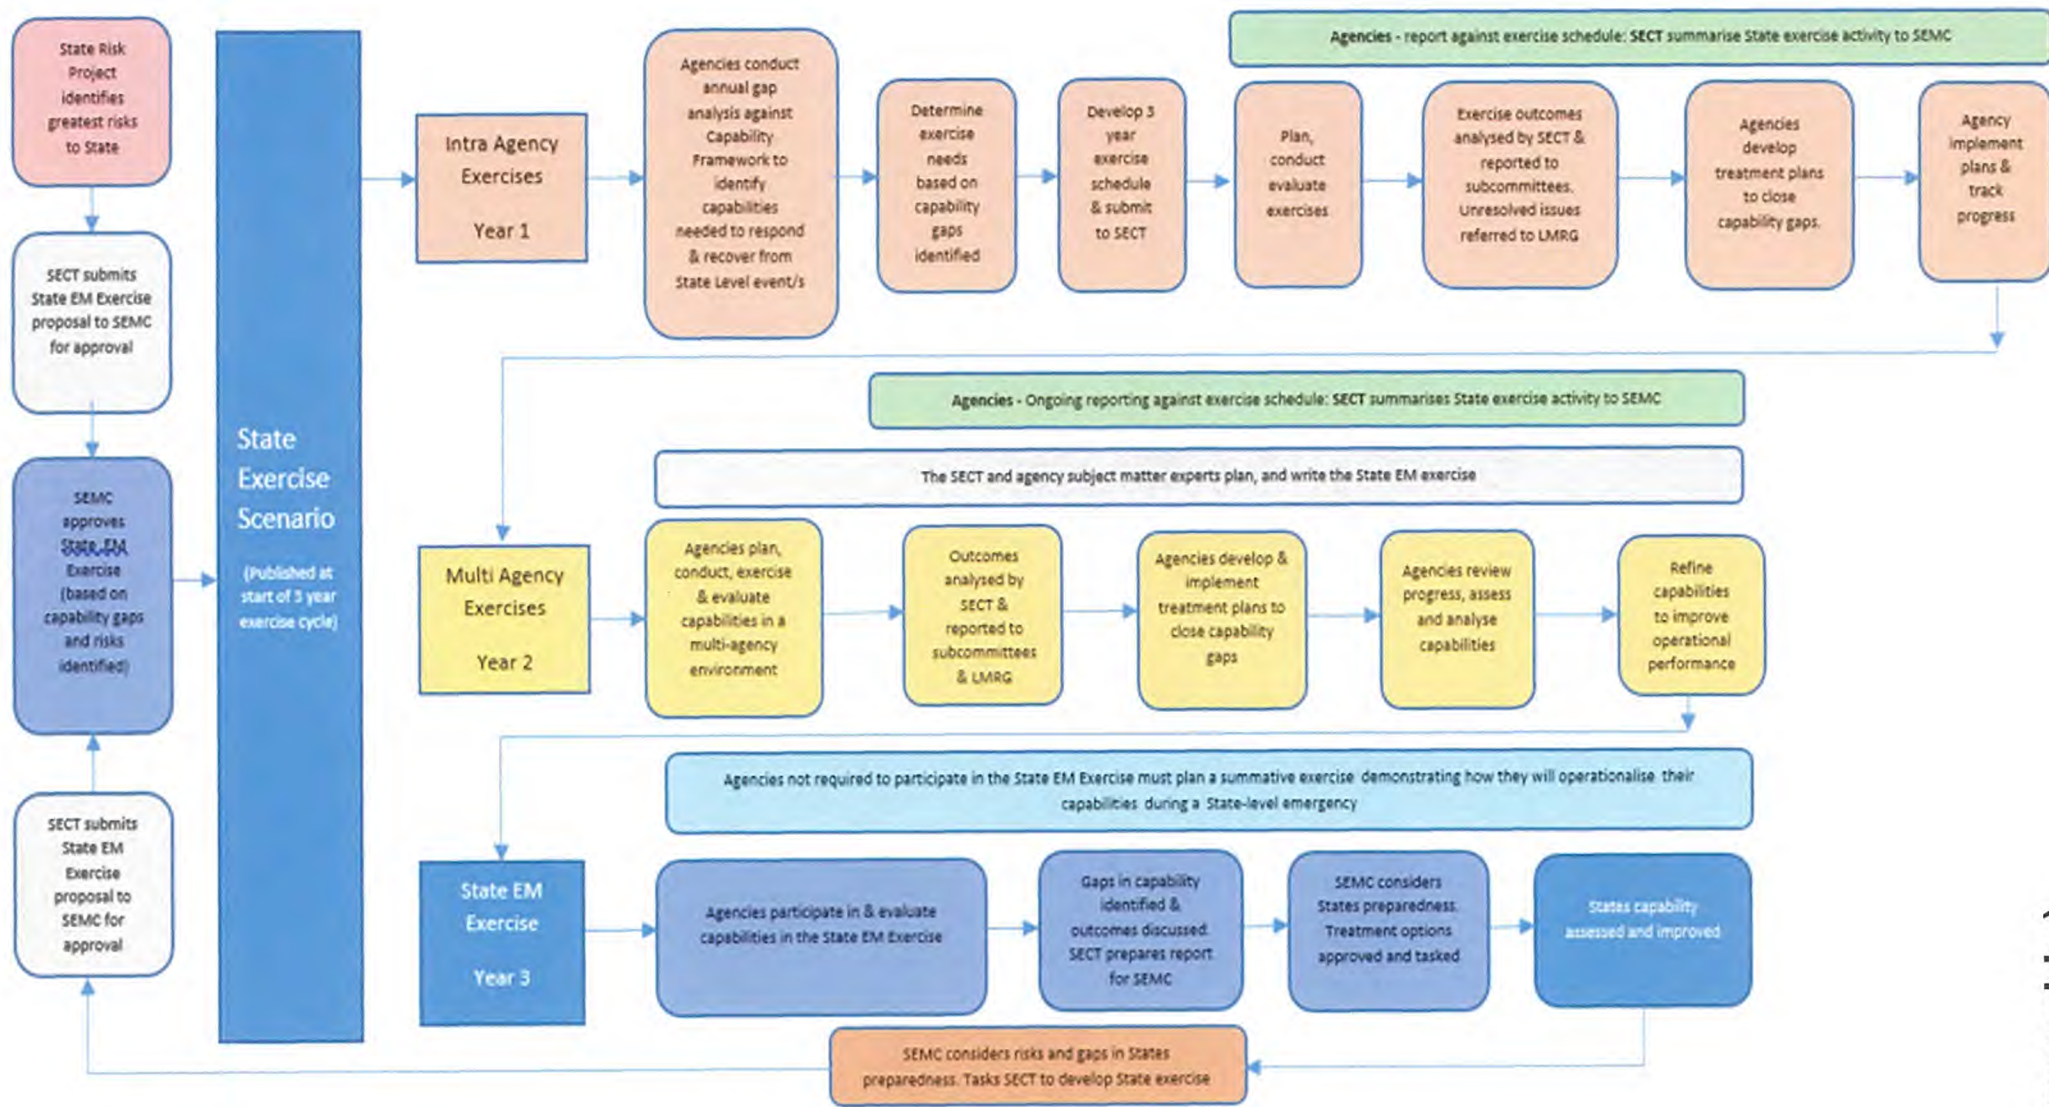 State Risk
Project
identifies
greatest risks
to State
SECT submits
State EM Exercise
proposal to SEMC
for approval
SEMC
approves
State EM
Exercise
(based on
capability gaps
and risks
identified)
SECT submits
State EM
Exercise
proposal to
SEMC for
approval
State
Exercise
Scenario
(Published at
start of 3 year
exercise cycle)
Agencies - report against exercise schedule: SECT summarise State exercise activity to SEMC
Intra Agency
Exercises
Year 1
Agencies conduct
annual gap
analysis against
Capability
Framework to
identify
capabilities
needed to respond
& recover from
State Level event/s
Determine
exercise
needs
based on
capability
gaps
identified
Develop 3
year
exercise
schedule
& submit
to SECT
Plan,
conduct
evaluate
exercises
Exercise outcomes
analysed by SECT &
reported to
subcommittees.
Unresolved issues
referred to LMRG
Agencies
develop
treatment plans
to close
capability gaps.
Agency
implement
plans &
track
progress
Agencies - Ongoing reporting against exercise schedule: SECT summarises State exercise activity to SEMC
The SECT and agency subject matter experts plan, and write the State EM exercise
Multi Agency
Exercises
Year 2
Agencies plan,
conduct, exercise
& evaluate
capabilities in a
multi-agency
environment
Outcomes
analysed by
SECT &
reported to
subcommittees
& LMRG
Agencies develop &
implement
treatment plans to
close capability
gaps
Agencies review
progress, assess
and analyse
capabilities
Refine
capabilities
to improve
operational
performance
Agencies not required to participate in the State EM Exercise must plan a summative exercise demonstrating how they will operationalise their
capabilities during a State-level emergency
State EM
Exercise
Year 3
Agencies participate in & evaluate
capabilities in the State EM Exercise
Gaps in capability
identified &
outcomes discussed.
SECT prepares report
for SEMC
SEMC considers
States preparedness.
Treatment options
approved and tasked
States capability
assessed and improved
SEMC considers risks and gaps in States
preparedness. Tasks SECT to develop State exercise